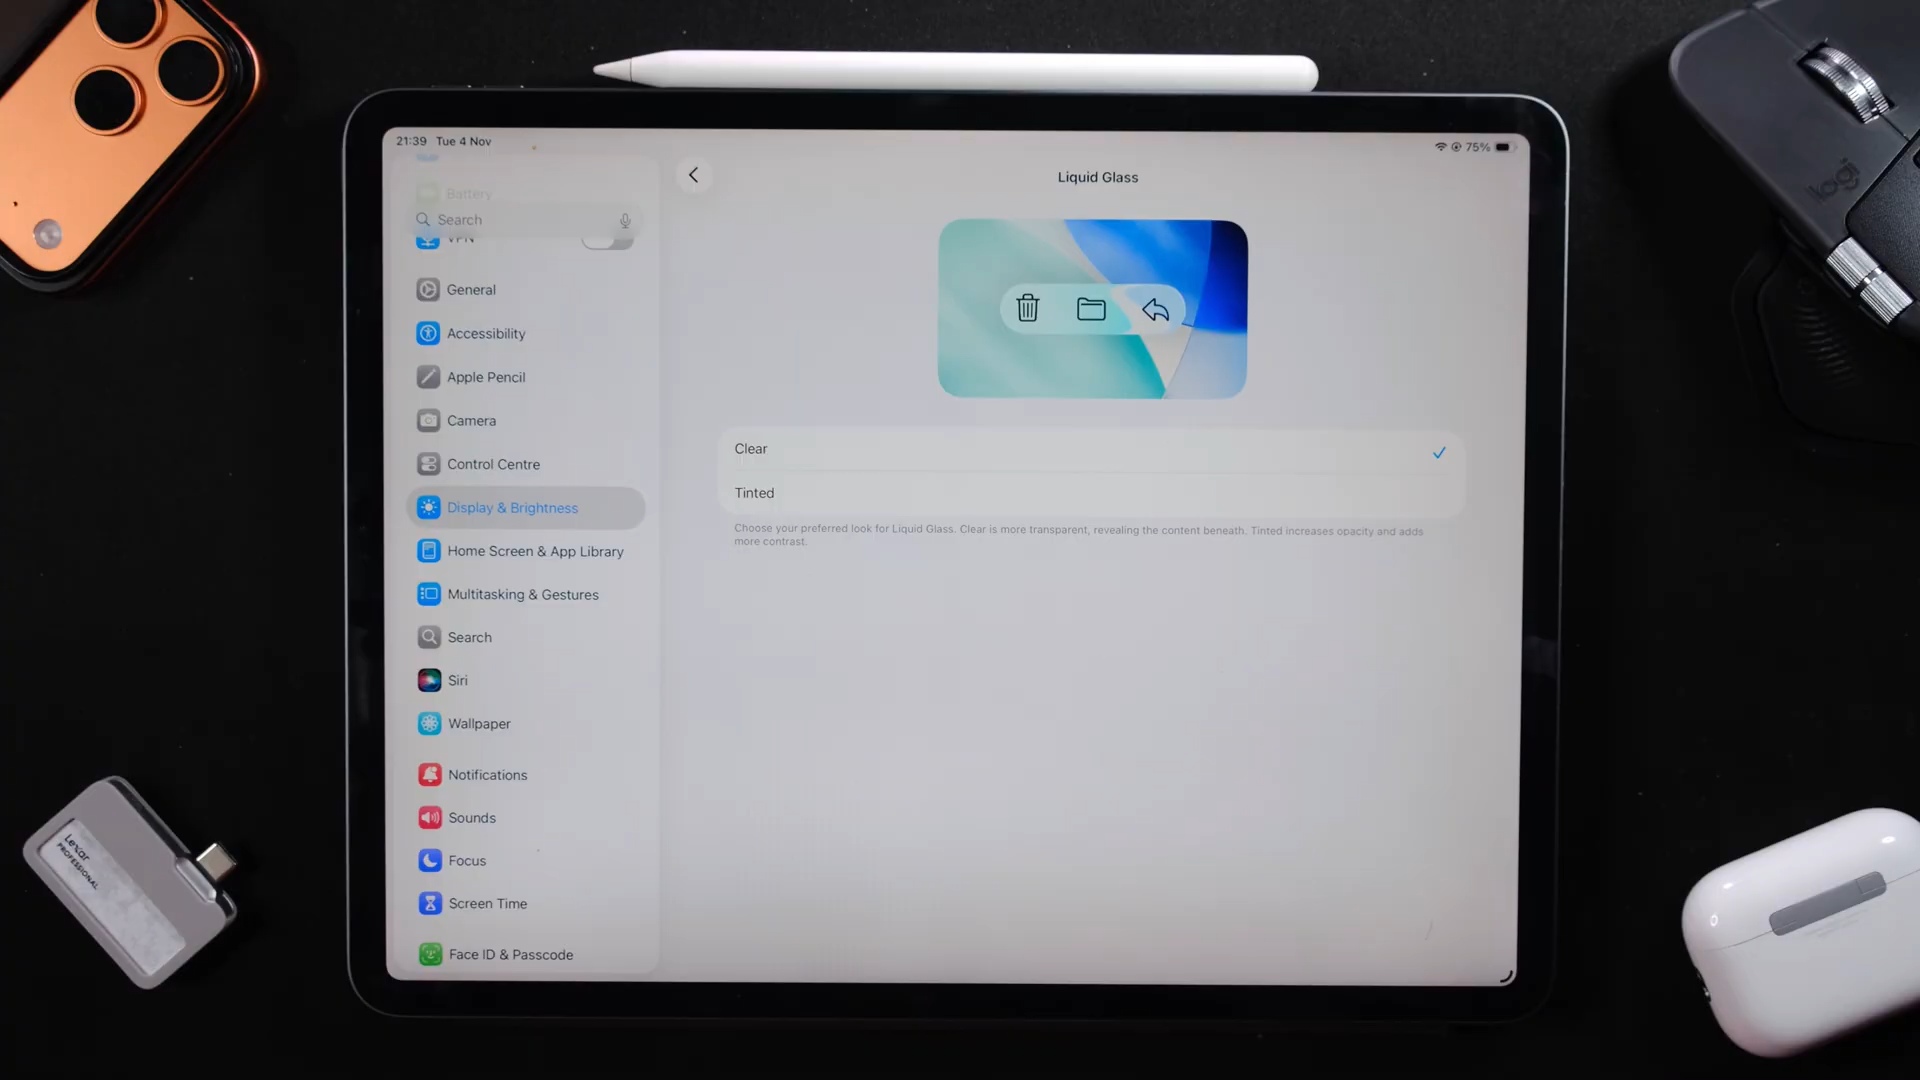 21:39 Tue 4 Nov
75%
Battery
Search
VPN
General
Accessibility
Apple Pencil
Camera
Control Centre
Display & Brightness
Home Screen & App Library
Multitasking & Gestures
Search
Siri
Wallpaper
Notifications
Sounds
Focus
Screen Time
Face ID & Passcode
Liquid Glass
Clear
Tinted
Choose your preferred look for Liquid Glass. Clear is more transparent, revealing the content beneath. Tinted increases opacity and adds
more contrast.
logi
Lexar
PROFESSIONAL